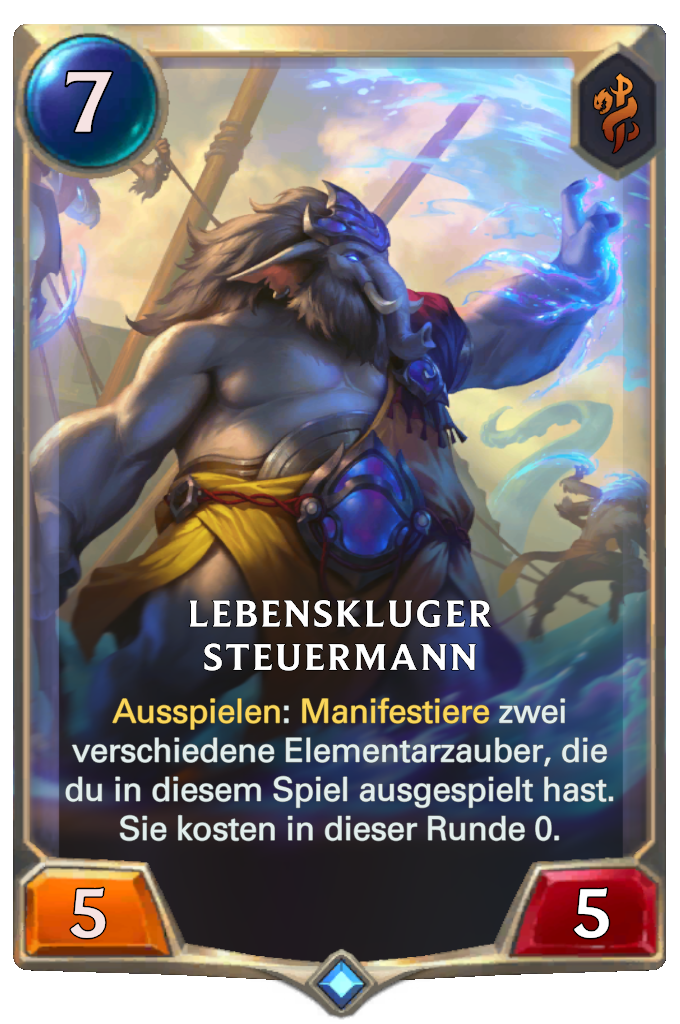 7
LEBENSKLUGER
STEUERMANN
Ausspielen: Manifestiere zwei
verschiedene Elementarzauber, die
du in diesem Spiel ausgespielt hast.
Sie kosten in dieser Runde 0.
5
5